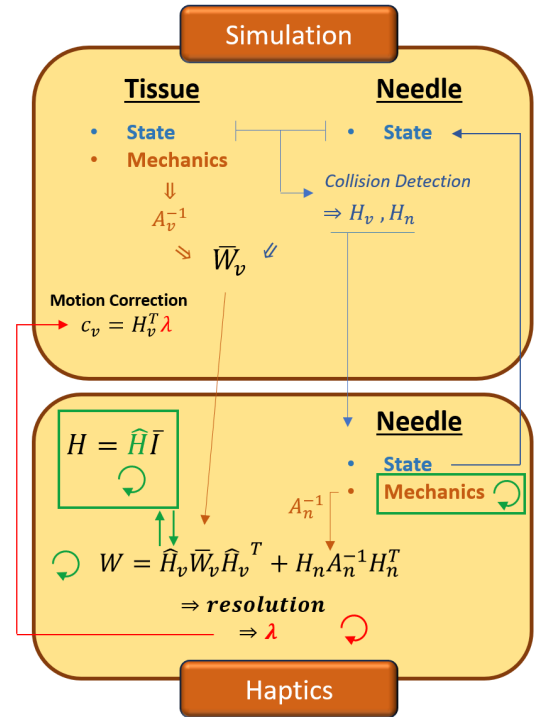 Simulation
Tissue
Needle
• State
• State
• Mechanics
Collision Detection
⇒ H_v , H_n
⇓
A_v^{-1}
⇘ W̄_v ⇙
Motion Correction
c_v = H_v^T λ
H = Ĥ Ī
Needle
• State
• Mechanics
A_n^{-1}
W = Ĥ_v W̄_v Ĥ_v^T + H_n A_n^{-1} H_n^T
⇒ resolution
⇒ λ
Haptics